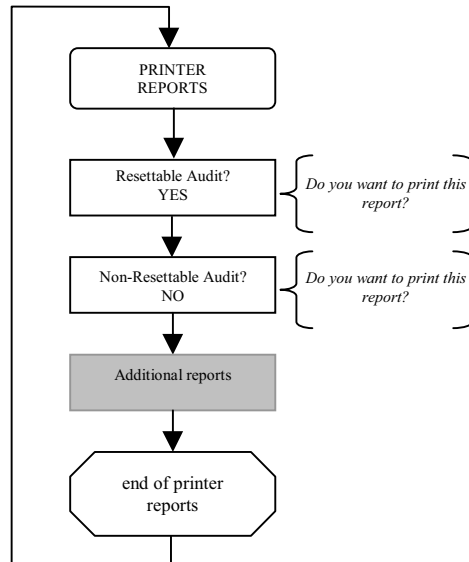 PRINTER
REPORTS
Resettable Audit?
YES
Do you want to print this
report?
Non-Resettable Audit?
NO
Do you want to print this
report?
Additional reports
end of printer
reports